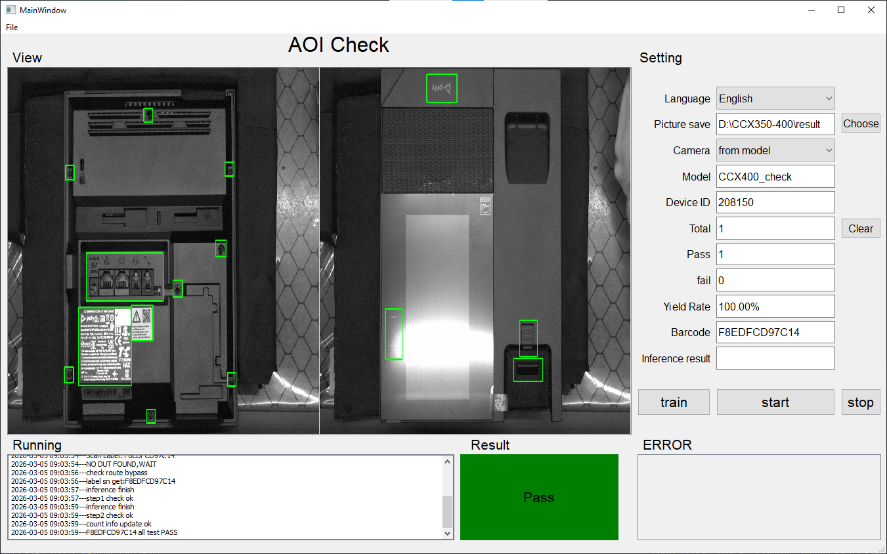 MainWindow
File
AOI Check
View
Setting
Language
English
Picture save
D:\CCX350-400\result
Choose
Camera
from model
Model
CCX400_check
Device ID
208150
Total
1
Clear
Pass
1
fail
0
Yield Rate
100.00%
Barcode
F8EDFCD97C14
Inference result
train
start
stop
poly
Running
2026-03-05 09:03:54---NO DUT FOUND,WAIT
2026-03-05 09:03:56---check route bypass
2026-03-05 09:03:56---label sn get:F8EDFCD97C14
2026-03-05 09:03:57---inference finish
2026-03-05 09:03:57---step1 check ok
2026-03-05 09:03:59---inference finish
2026-03-05 09:03:59---step2 check ok
2026-03-05 09:03:59---count info update ok
2026-03-05 09:03:59---F8EDFCD97C14 all test PASS
Result
Pass
ERROR